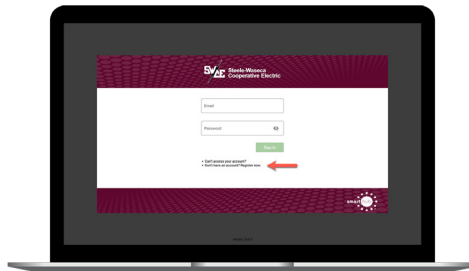 Steele-Waseca
Cooperative Electric
Email
Password
Sign In
• Can't access your account?
• Don't have an account? Register now.
smart